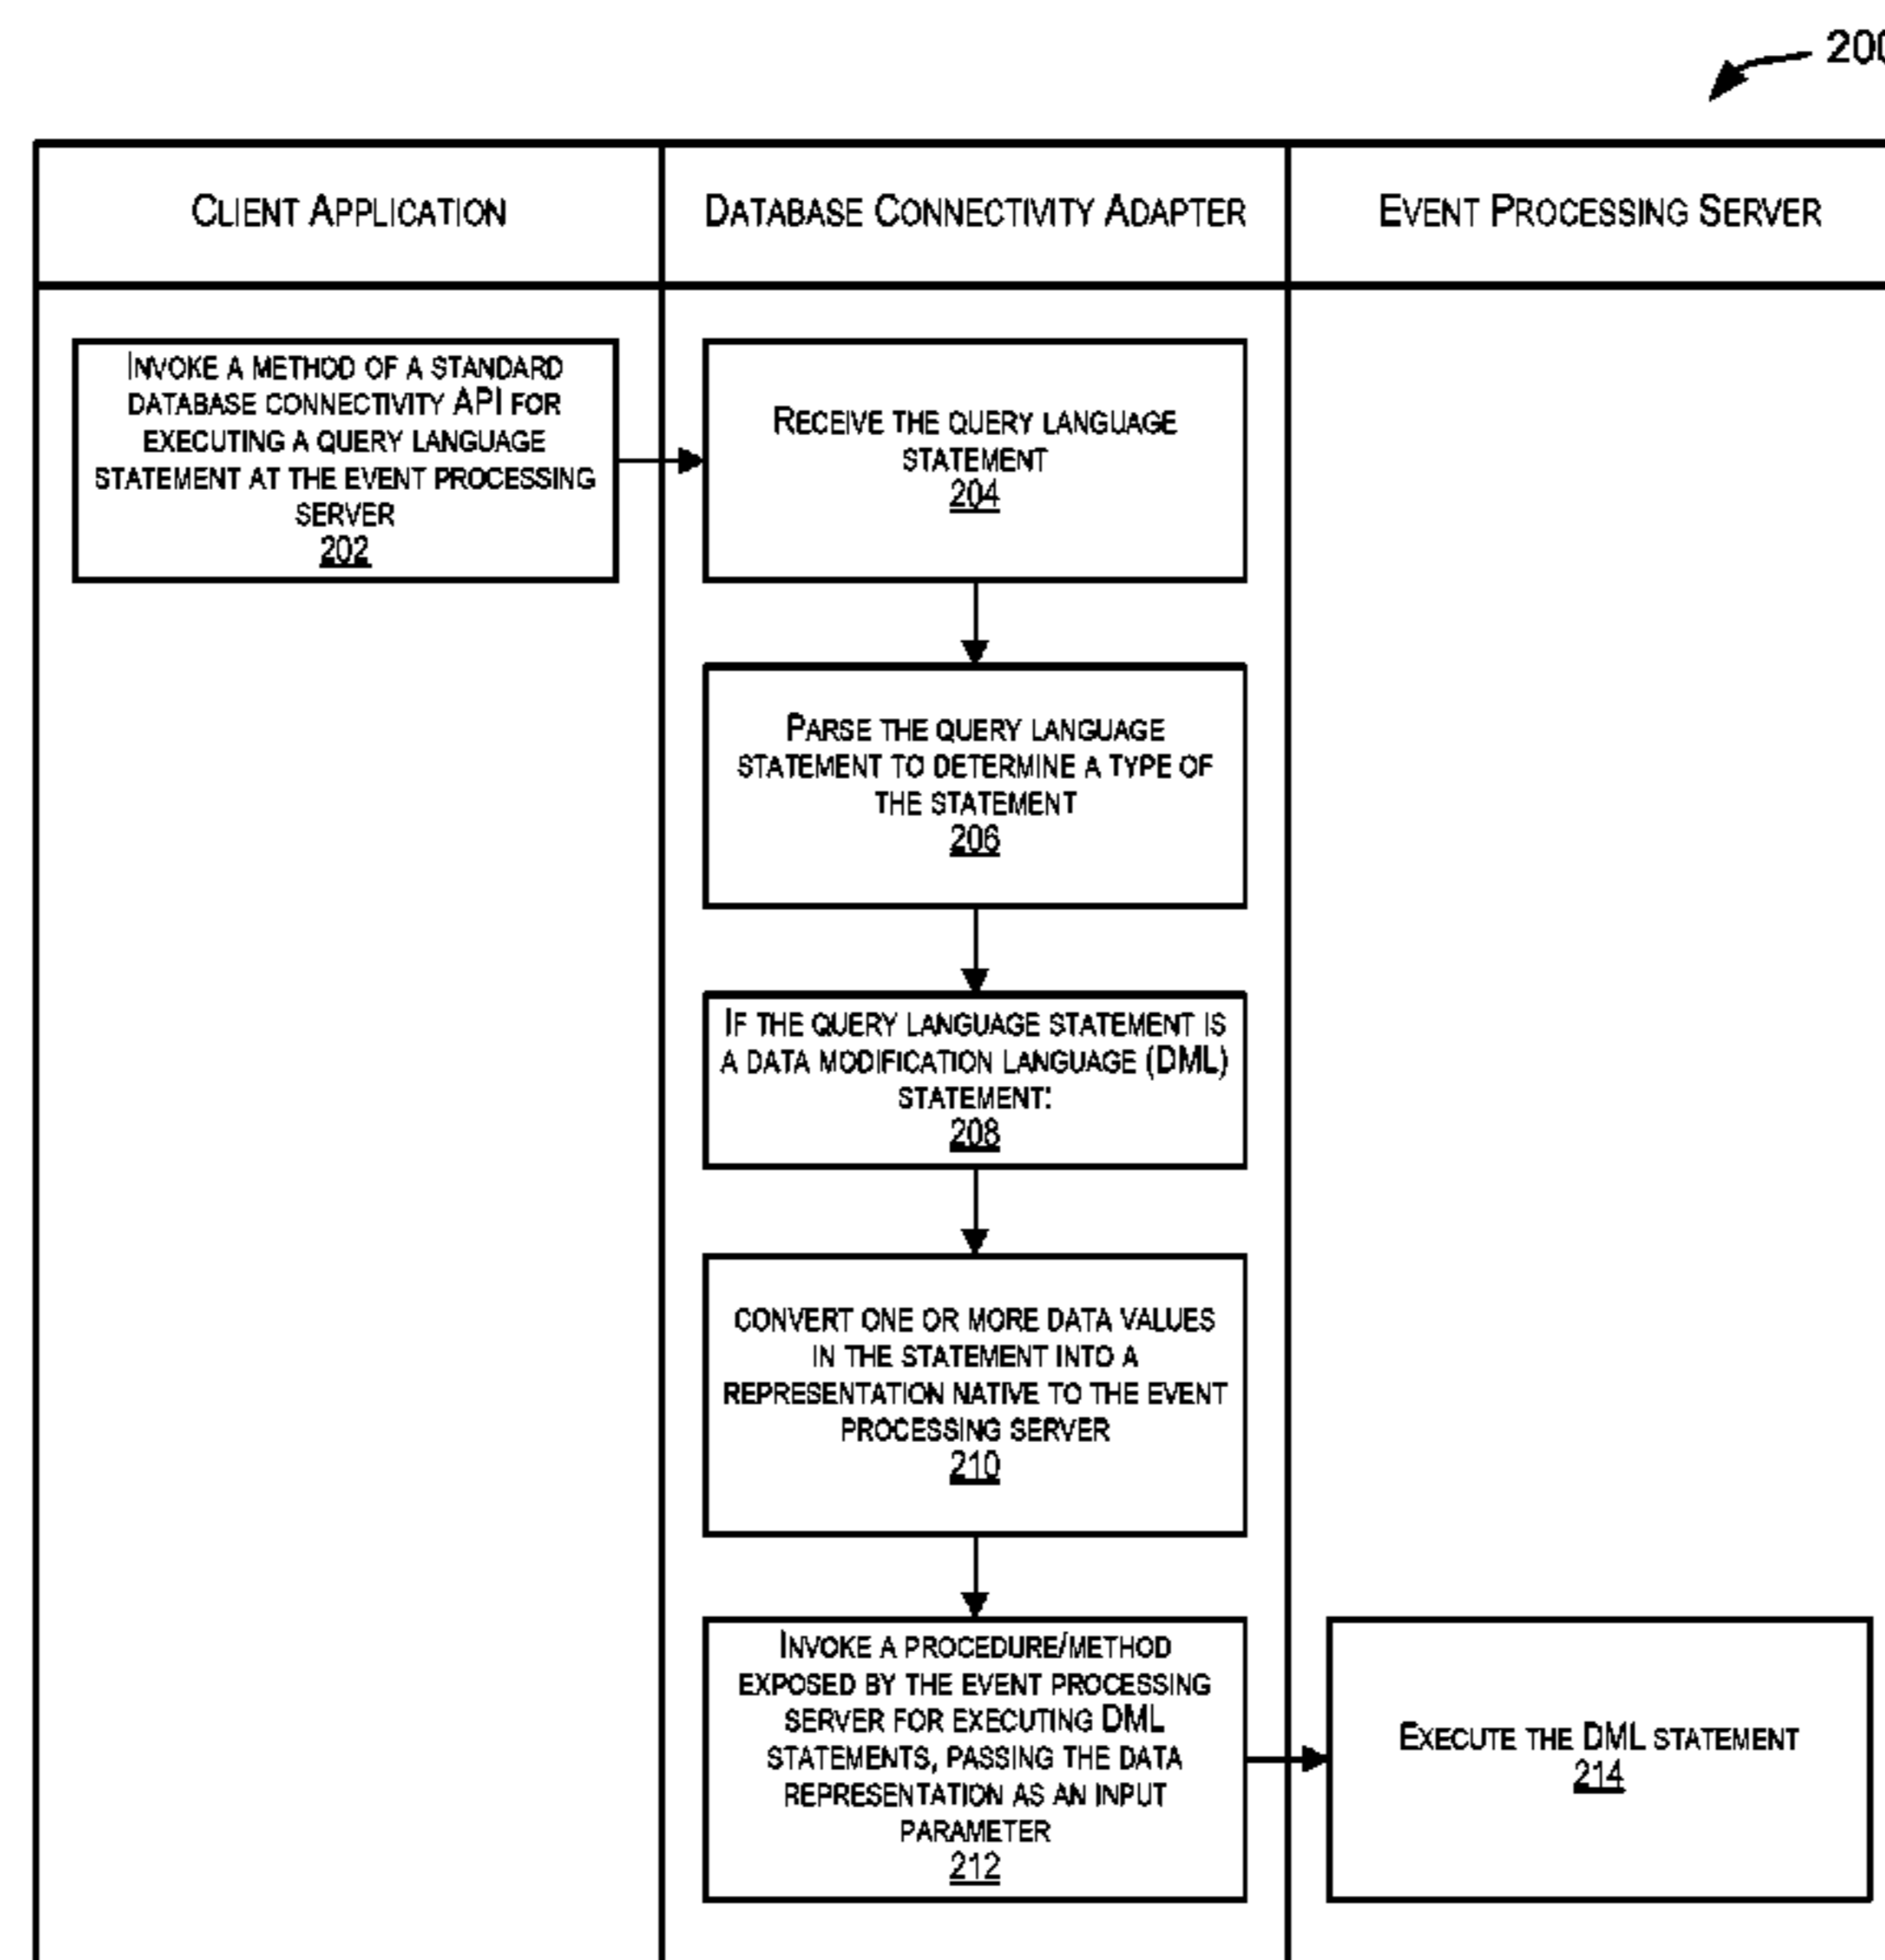 200
CLIENT APPLICATION
DATABASE CONNECTIVITY ADAPTER
EVENT PROCESSING SERVER
INVOKE A METHOD OF A STANDARD
DATABASE CONNECTIVITY API FOR
EXECUTING A QUERY LANGUAGE
STATEMENT AT THE EVENT PROCESSING
SERVER
202
RECEIVE THE QUERY LANGUAGE
STATEMENT
204
PARSE THE QUERY LANGUAGE
STATEMENT TO DETERMINE A TYPE OF
THE STATEMENT
206
IF THE QUERY LANGUAGE STATEMENT IS
A DATA MODIFICATION LANGUAGE (DML)
STATEMENT:
208
CONVERT ONE OR MORE DATA VALUES
IN THE STATEMENT INTO A
REPRESENTATION NATIVE TO THE EVENT
PROCESSING SERVER
210
INVOKE A PROCEDURE/METHOD
EXPOSED BY THE EVENT PROCESSING
SERVER FOR EXECUTING DML
STATEMENTS, PASSING THE DATA
REPRESENTATION AS AN INPUT
PARAMETER
212
EXECUTE THE DML STATEMENT
214